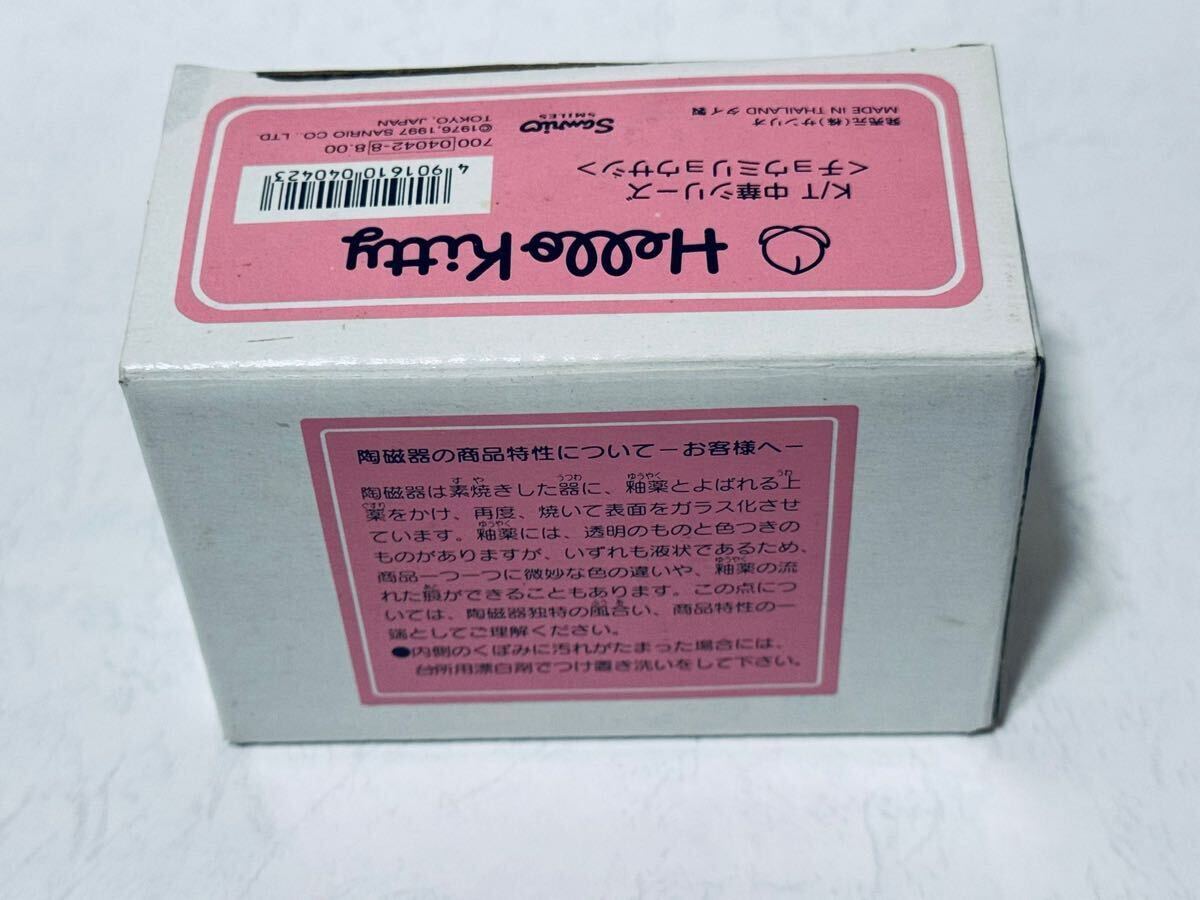 Hello Kitty
K/T 中華シリーズ
<チョウミリョウサシ>
4901610040423
700 04042-8 8.00
©1976,1997 SANRIO CO., LTD.
TOKYO, JAPAN
Sanrio
SMILES
発売元(株)サンリオ
MADE IN THAILAND タイ製
陶磁器の商品特性について－お客様へ－
陶磁器は素焼きした器に、釉薬とよばれる上
薬をかけ、再度、焼いて表面をガラス化させ
ています。釉薬には、透明のものと色つきの
ものがありますが、いずれも液状であるため、
商品一つ一つに微妙な色の違いや、釉薬の流
れた痕ができることもあります。この点につ
いては、陶磁器独特の風合い、商品特性の一
端としてご理解ください。
●内側のくぼみに汚れがたまった場合には、
台所用漂白剤でつけ置き洗いをして下さい。